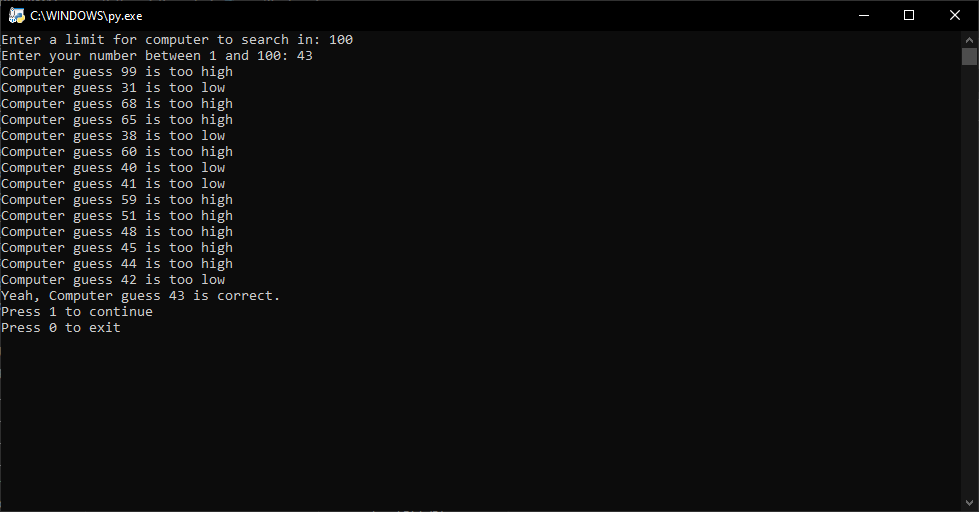 C:\WINDOWS\py.exe
Enter a limit for computer to search in: 100
Enter your number between 1 and 100: 43
Computer guess 99 is too high
Computer guess 31 is too low
Computer guess 68 is too high
Computer guess 65 is too high
Computer guess 38 is too low
Computer guess 60 is too high
Computer guess 40 is too low
Computer guess 41 is too low
Computer guess 59 is too high
Computer guess 51 is too high
Computer guess 48 is too high
Computer guess 45 is too high
Computer guess 44 is too high
Computer guess 42 is too low
Yeah, Computer guess 43 is correct.
Press 1 to continue
Press 0 to exit